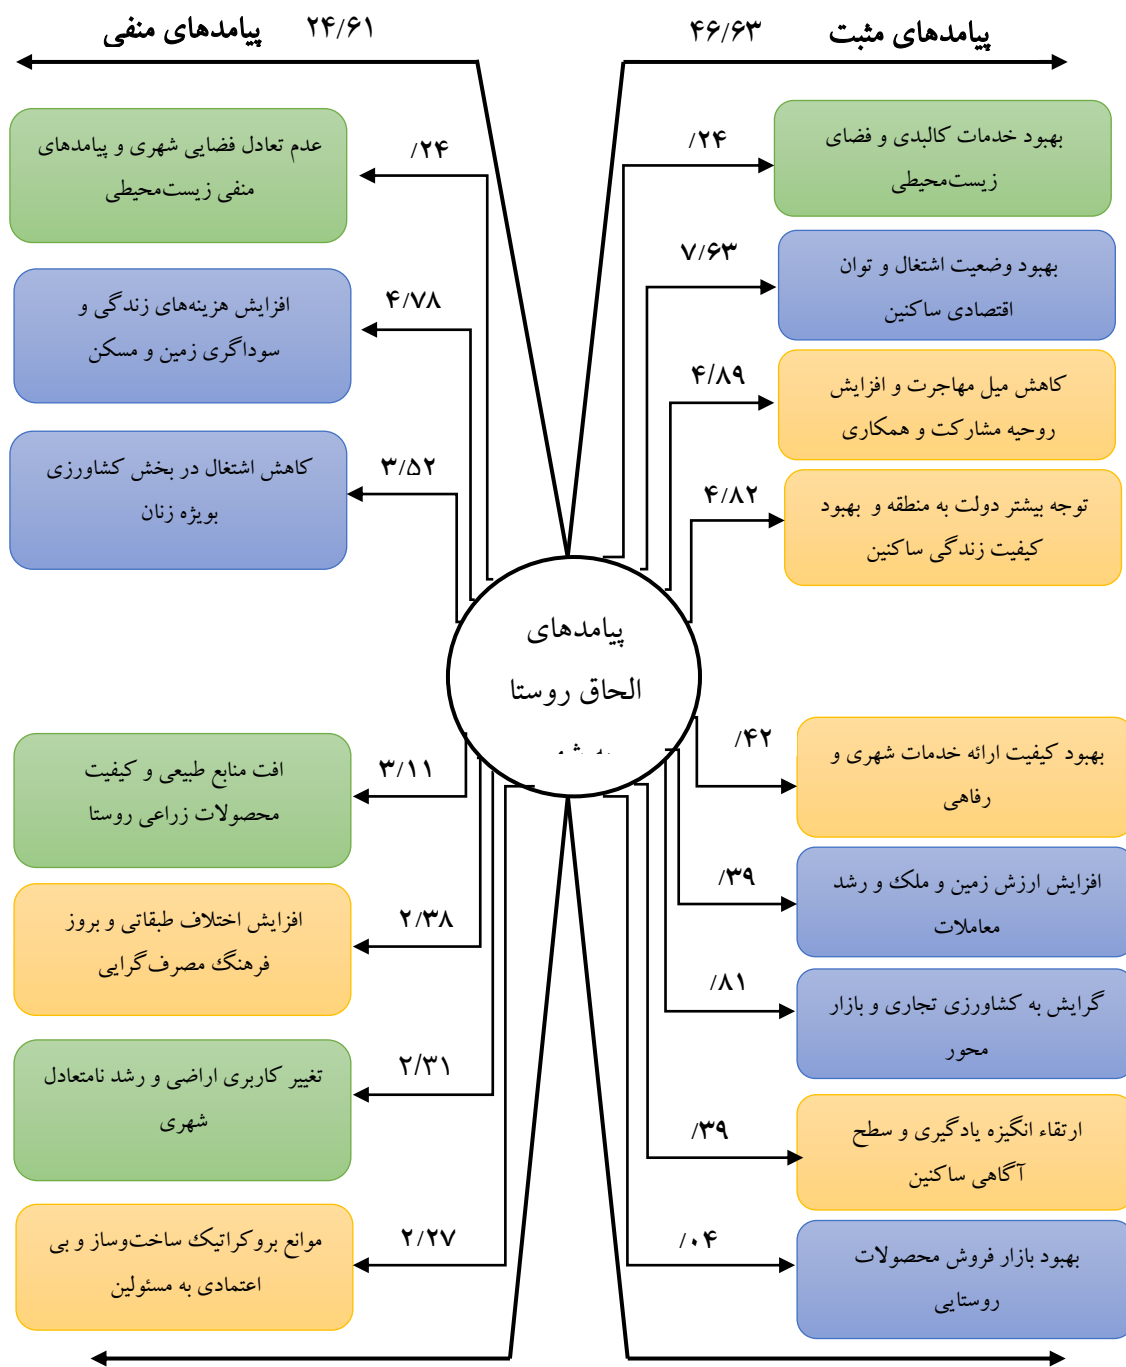 پیامدهای مثبت ۴۶/۶۳
پیامدهای منفی ۲۴/۶۱
/۲۴
بهبود خدمات کالبدی و فضای
زیست‌محیطی
۷/۶۳
بهبود وضعیت اشتغال و توان
اقتصادی ساکنین
۴/۸۹
کاهش میل مهاجرت و افزایش
روحیه مشارکت و همکاری
۴/۸۲
توجه بیشتر دولت به منطقه و بهبود
کیفیت زندگی ساکنین
/۴۲
بهبود کیفیت ارائه خدمات شهری و
رفاهی
/۳۹
افزایش ارزش زمین و ملک و رشد
معاملات
/۸۱
گرایش به کشاورزی تجاری و بازار
محور
/۳۹
ارتقاء انگیزه یادگیری و سطح
آگاهی ساکنین
/۰۴
بهبود بازار فروش محصولات
روستایی
پیامدهای
الحاق روستا
/۲۴
عدم تعادل فضایی شهری و پیامدهای
منفی زیست‌محیطی
۴/۷۸
افزایش هزینه‌های زندگی و
سوداگری زمین و مسکن
۳/۵۲
کاهش اشتغال در بخش کشاورزی
بویژه زنان
۳/۱۱
افت منابع طبیعی و کیفیت
محصولات زراعی روستا
۲/۳۸
افزایش اختلاف طبقاتی و بروز
فرهنگ مصرف‌گرایی
۲/۳۱
تغییر کاربری اراضی و رشد نامتعادل
شهری
۲/۲۷
موانع بروکراتیک ساخت‌وساز و بی
اعتمادی به مسئولین